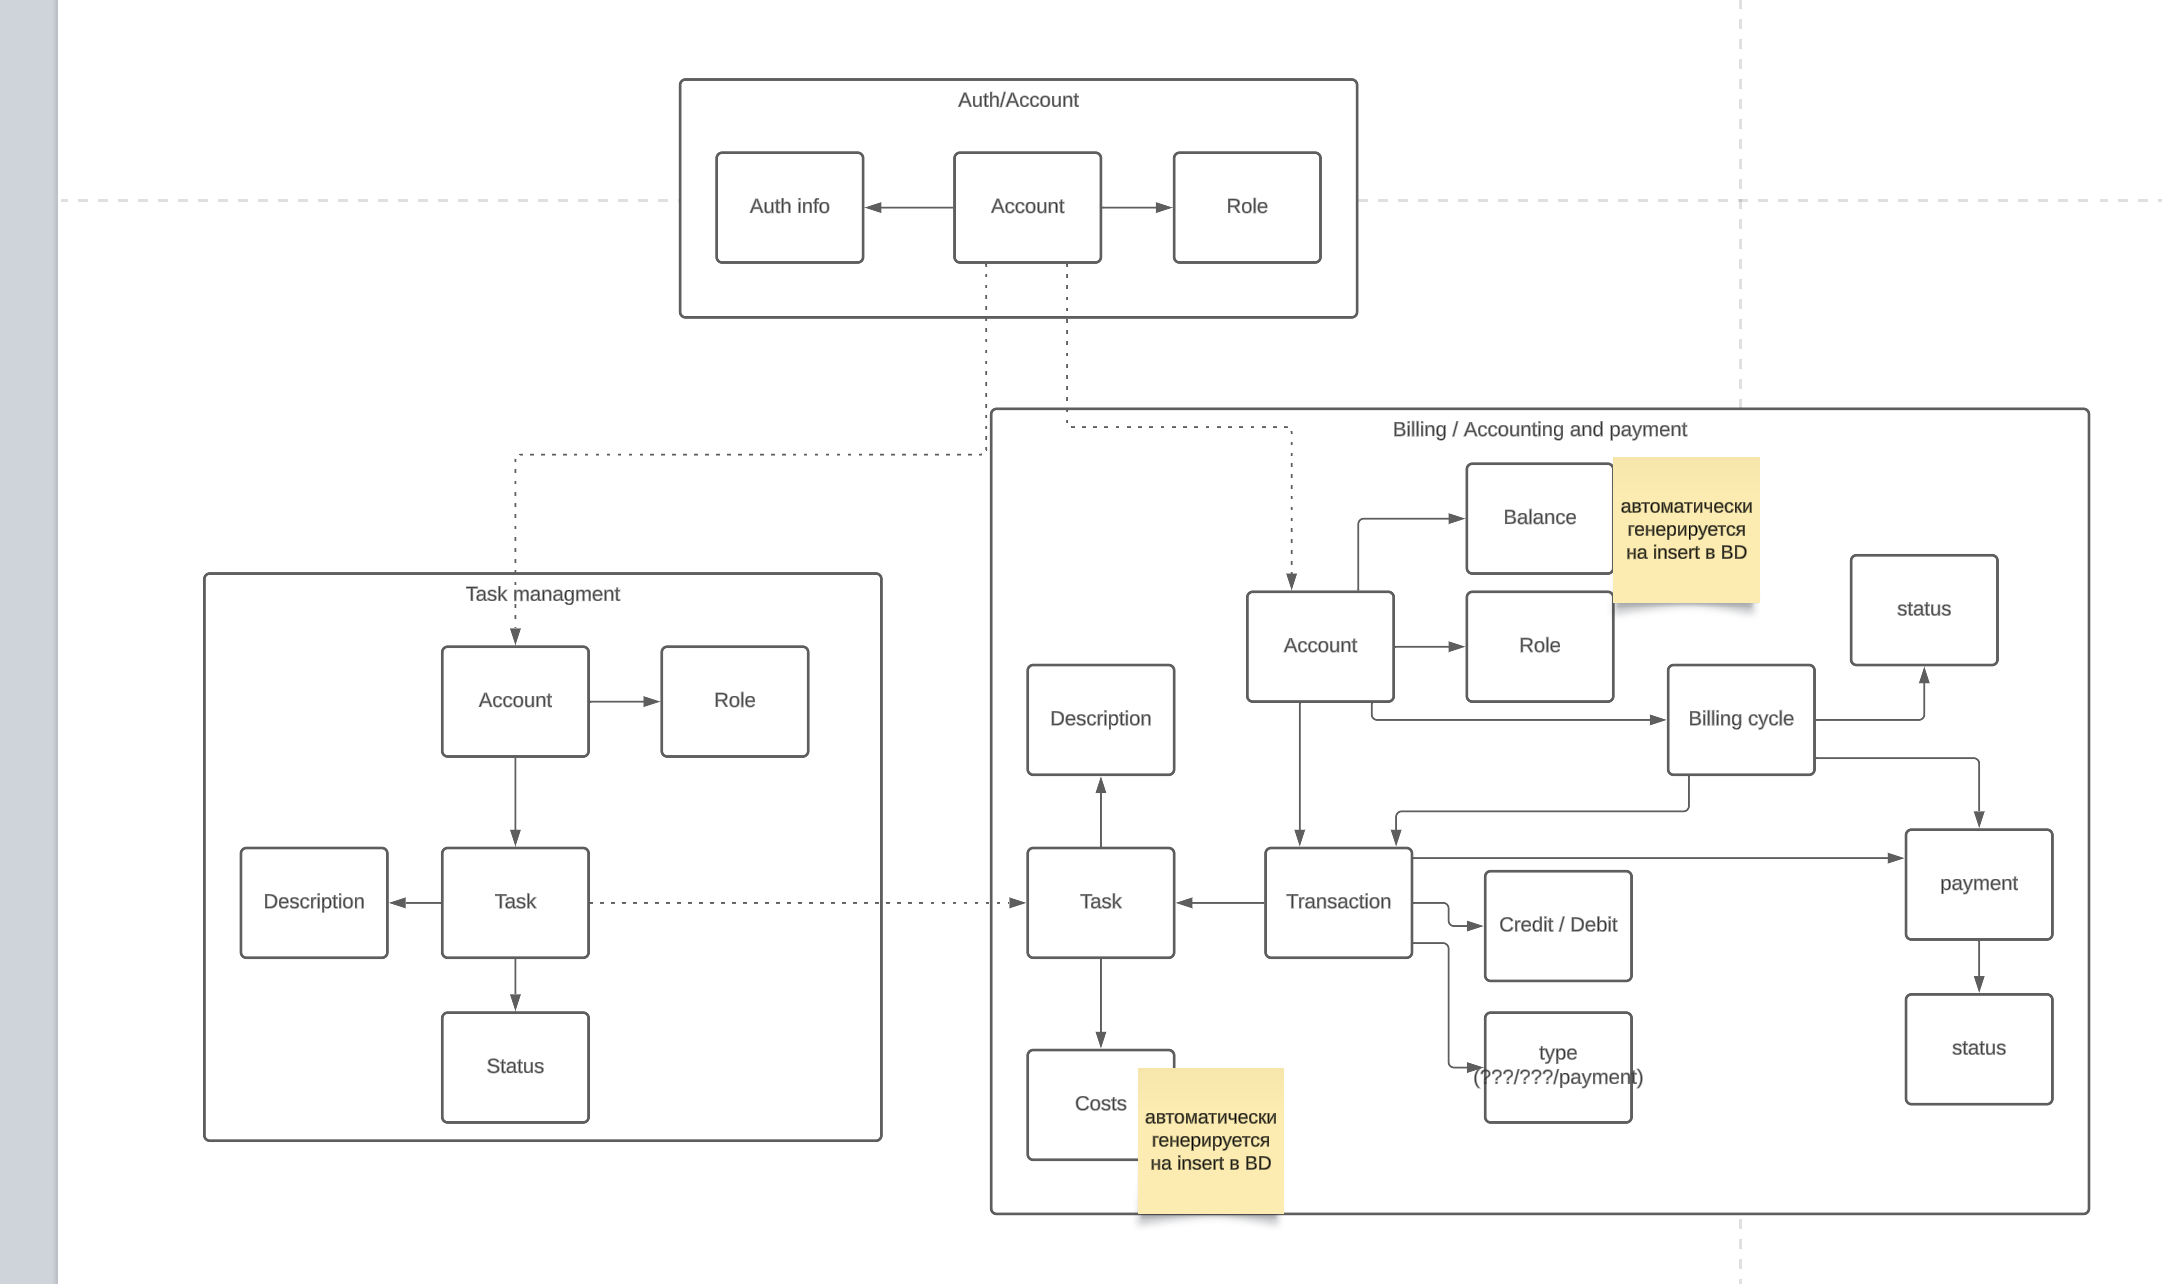 Auth/Account
Auth info
Account
Role
Billing / Accounting and payment
Balance
автоматически
генерируется
на insert в BD
status
Account
Role
Description
Billing cycle
Task managment
Account
Role
Description
Task
Status
Task
Transaction
Credit / Debit
payment
type
(???/???/payment)
status
Costs
автоматически
генерируется
на insert в BD